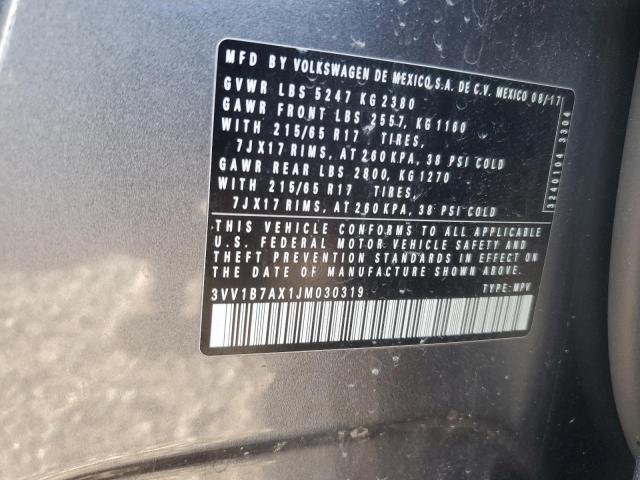 MFD BY VOLKSWAGEN DE MEXICO S.A. DE C.V. MEXICO 08/17
GVWR LBS 5247 KG 2380
GAWR FRONT LBS 2557, KG 1160
WITH 215/65 R17 TIRES,
7JX17 RIMS, AT 260 KPA, 38 PSI COLD
GAWR REAR LBS 2800, KG 1270
WITH 215/65 R17 TIRES,
7JX17 RIMS, AT 260 KPA, 38 PSI COLD
THIS VEHICLE CONFORMS TO ALL APPLICABLE
U.S. FEDERAL MOTOR VEHICLE SAFETY AND
THEFT PREVENTION STANDARDS IN EFFECT ON
THE DATE OF MANUFACTURE SHOWN ABOVE.
3VV1B7AX1JM030319 TYPE: MPV
3240104 3304